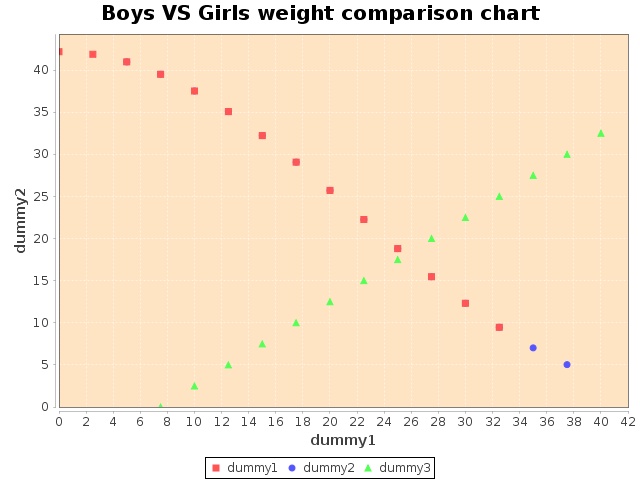 Boys VS Girls weight comparison chart
dummy2
40
35
30
25
20
15
10
5
0
0 2 4 6 8 10 12 14 16 18 20 22 24 26 28 30 32 34 36 38 40 42
dummy1
dummy1 dummy2 dummy3